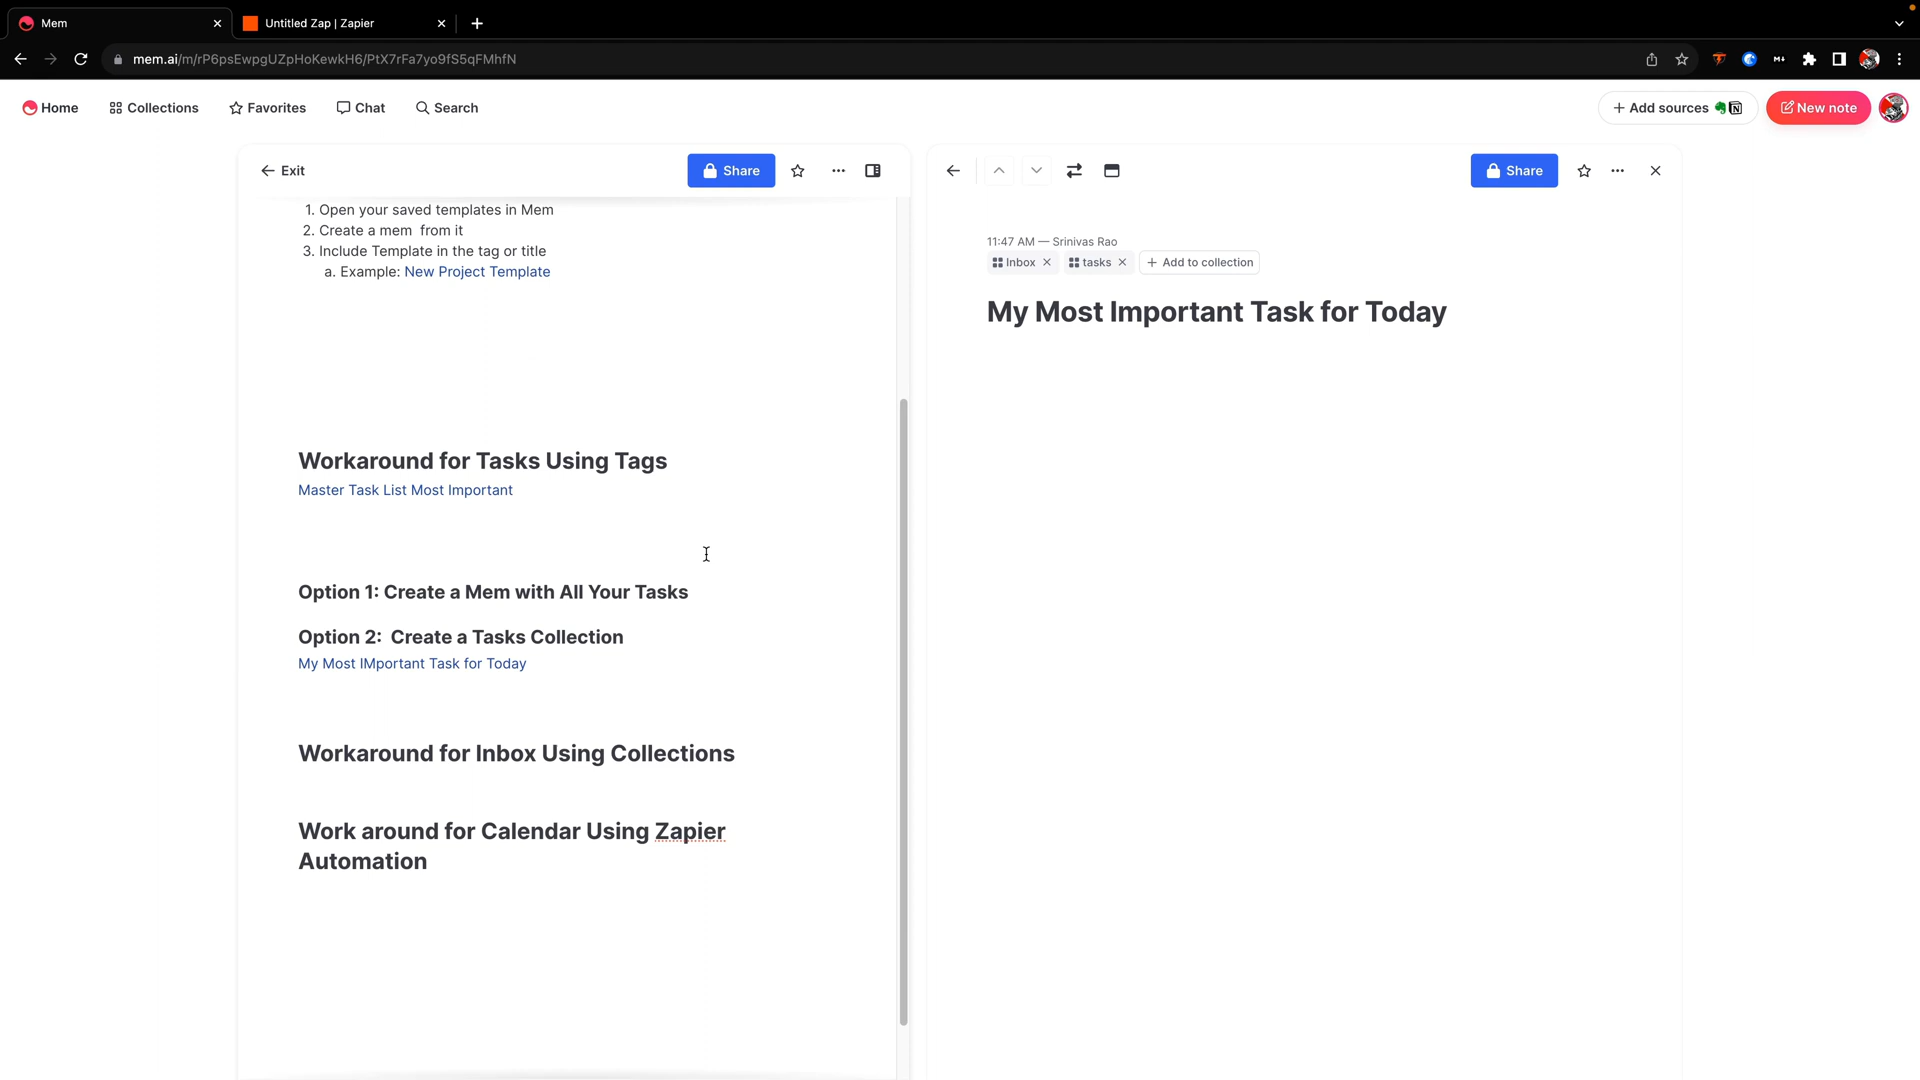 Mem
Untitled Zap | Zapier
mem.ai/m/rP6psEwpgUZpHoKewkH6/PtX7rFa7yo9fS5qFMhfN
Home
Collections
Favorites
Chat
Search
Add sources
New note
Exit
Share
1. Open your saved templates in Mem
2. Create a mem  from it
3. Include Template in the tag or title
a. Example: New Project Template
Workaround for Tasks Using Tags
Master Task List Most Important
Option 1: Create a Mem with All Your Tasks
Option 2:  Create a Tasks Collection
My Most IMportant Task for Today
Workaround for Inbox Using Collections
Work around for Calendar Using Zapier
Automation
Share
11:47 AM — Srinivas Rao
Inbox
tasks
Add to collection
My Most Important Task for Today